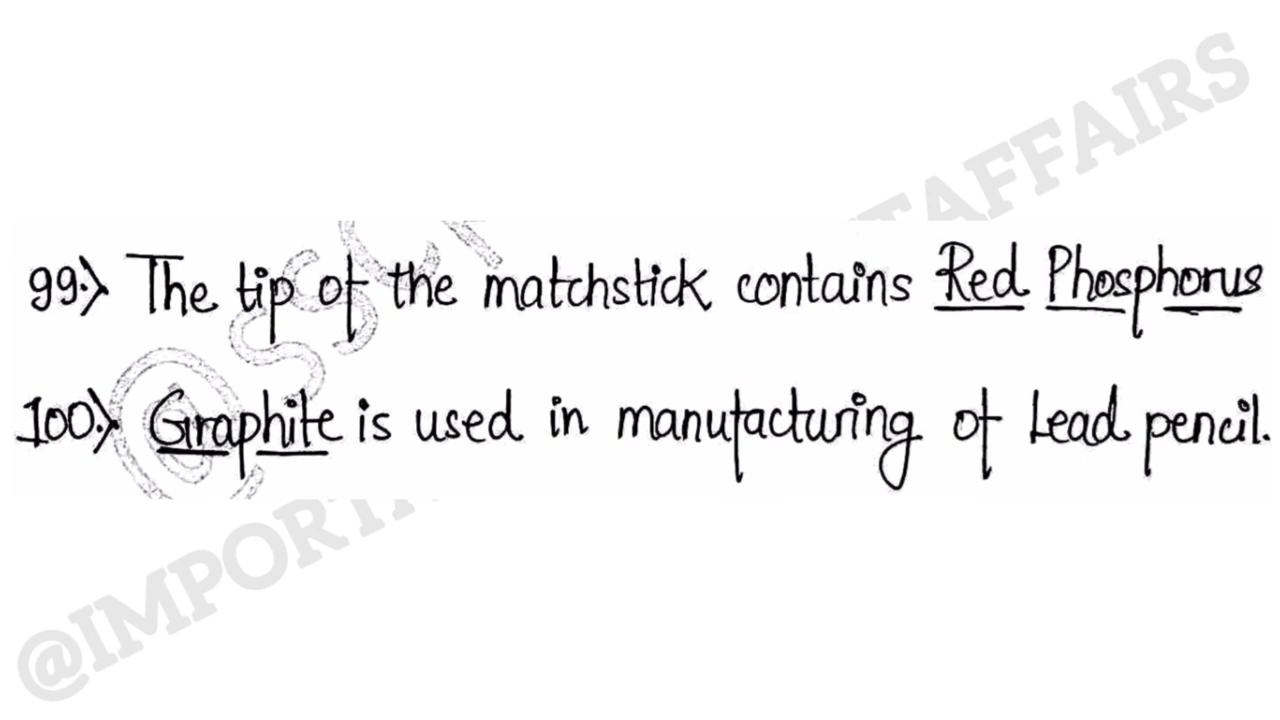 99.) The tip of the matchstick contains Red Phosphorus
100.) Graphite is used in manufacturing of Lead pencil.